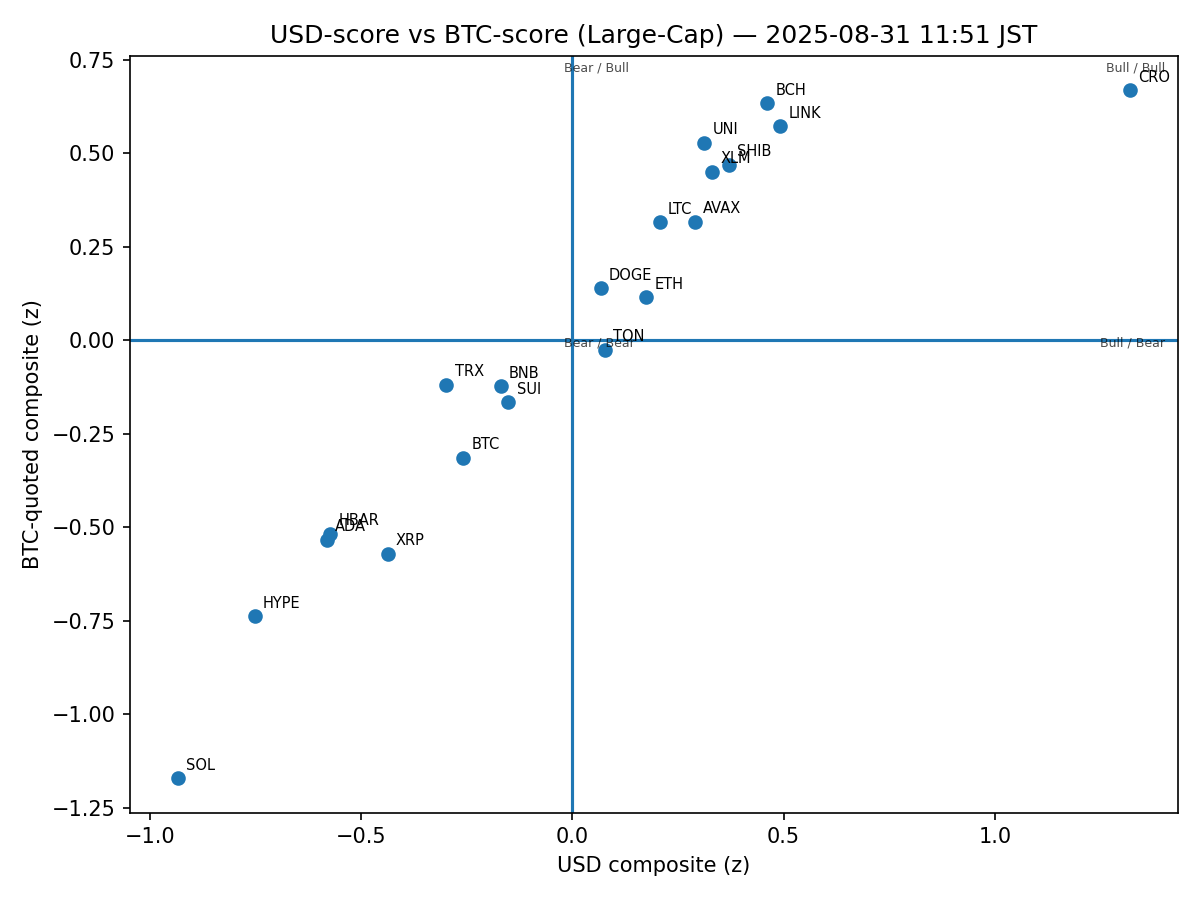 USD-score vs BTC-score (Large-Cap) — 2025-08-31 11:51 JST
0.75
Bear / Bull
Bull / Bull
CRO
BCH
LINK
UNI
0.50
SHIB
XLM
LTC
AVAX
0.25
DOGE
ETH
TON
0.00
Bear / Bear
Bull / Bear
TRX
BNB
SUI
−0.25
BTC
HBAR
ADA
−0.50
XRP
HYPE
−0.75
−1.00
SOL
−1.25
BTC-quoted composite (z)
−1.0
−0.5
0.0
0.5
1.0
USD composite (z)